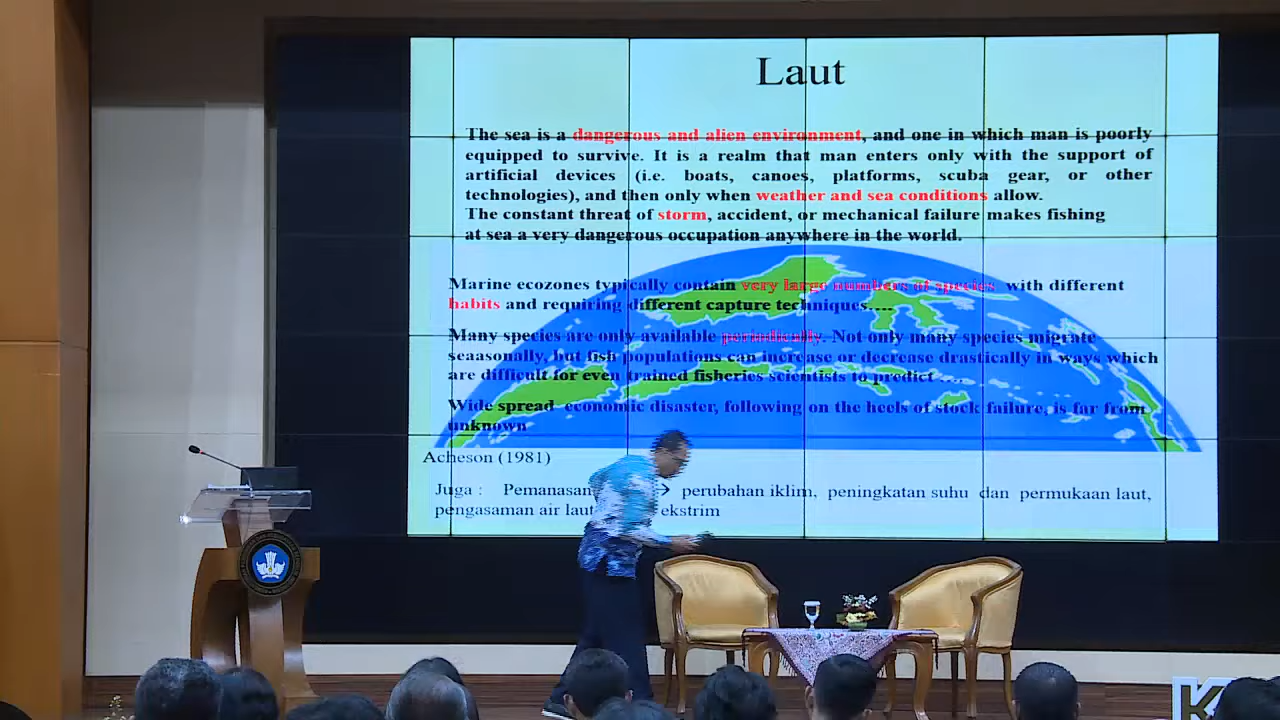 Laut
The sea is a dangerous and alien environment, and one in which man is poorly
equipped to survive. It is a realm that man enters only with the support of
artificial devices (i.e. boats, canoes, platforms, scuba gear, or other
technologies), and then only when weather and sea conditions allow.
The constant threat of storm, accident, or mechanical failure makes fishing
at sea a very dangerous occupation anywhere in the world.
Marine ecozones typically contain very large numbers of species with different
habits and requiring different capture techniques....
Many species are only available periodically. Not only many species migrate
seaasonally, but fish populations can increase or decrease drastically in ways which
are difficult for even trained fisheries scientists to predict ....
Wide spread economic disaster, following on the heels of stock failure, is far from
unknown
Acheson (1981)
Juga : Pemanasan → perubahan iklim, peningkatan suhu dan permukaan laut,
pengasaman air laut ekstrim
K